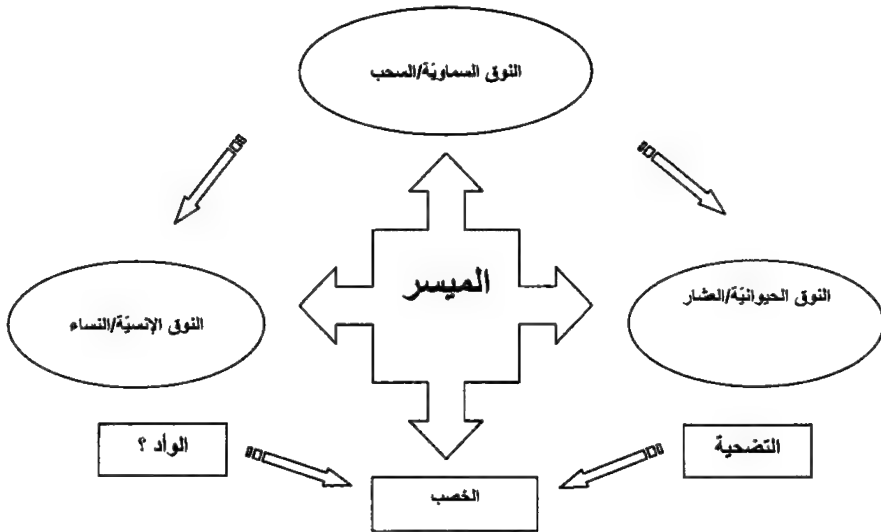 النوق السماويّة/السحب
الميسر
النوق الحيوانيّة/العشار
النوق الإنسيّة/النساء
التضحية
الوأد ؟
الخصب